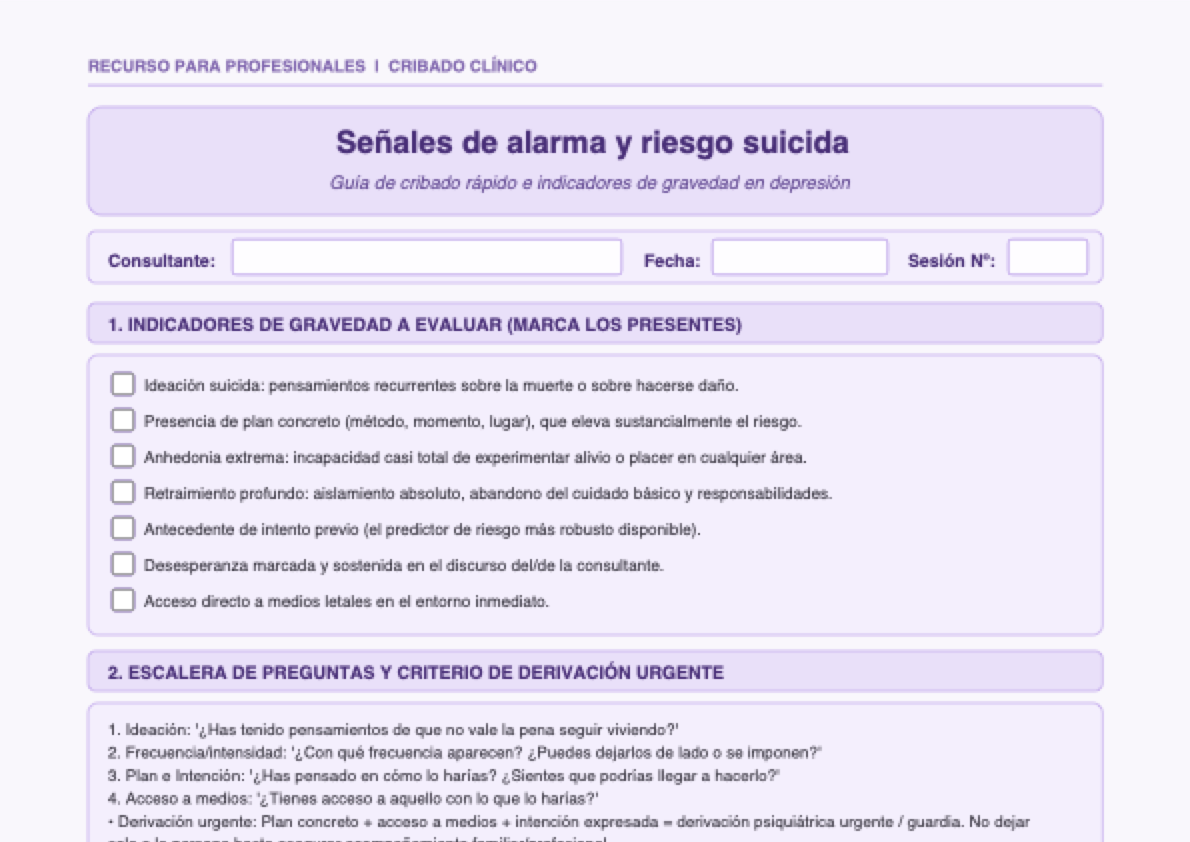 RECURSO PARA PROFESIONALES | CRIBADO CLÍNICO
Señales de alarma y riesgo suicida
Guía de cribado rápido e indicadores de gravedad en depresión
Consultante: Fecha: Sesión Nº:
1. INDICADORES DE GRAVEDAD A EVALUAR (MARCA LOS PRESENTES)
Ideación suicida: pensamientos recurrentes sobre la muerte o sobre hacerse daño.
Presencia de plan concreto (método, momento, lugar), que eleva sustancialmente el riesgo.
Anhedonia extrema: incapacidad casi total de experimentar alivio o placer en cualquier área.
Retraimiento profundo: aislamiento absoluto, abandono del cuidado básico y responsabilidades.
Antecedente de intento previo (el predictor de riesgo más robusto disponible).
Desesperanza marcada y sostenida en el discurso del/de la consultante.
Acceso directo a medios letales en el entorno inmediato.
2. ESCALERA DE PREGUNTAS Y CRITERIO DE DERIVACIÓN URGENTE
1. Ideación: '¿Has tenido pensamientos de que no vale la pena seguir viviendo?'
2. Frecuencia/intensidad: '¿Con qué frecuencia aparecen? ¿Puedes dejarlos de lado o se imponen?'
3. Plan e Intención: '¿Has pensado en cómo lo harías? ¿Sientes que podrías llegar a hacerlo?'
4. Acceso a medios: '¿Tienes acceso a aquello con lo que lo harías?'
• Derivación urgente: Plan concreto + acceso a medios + intención expresada = derivación psiquiátrica urgente / guardia. No dejar